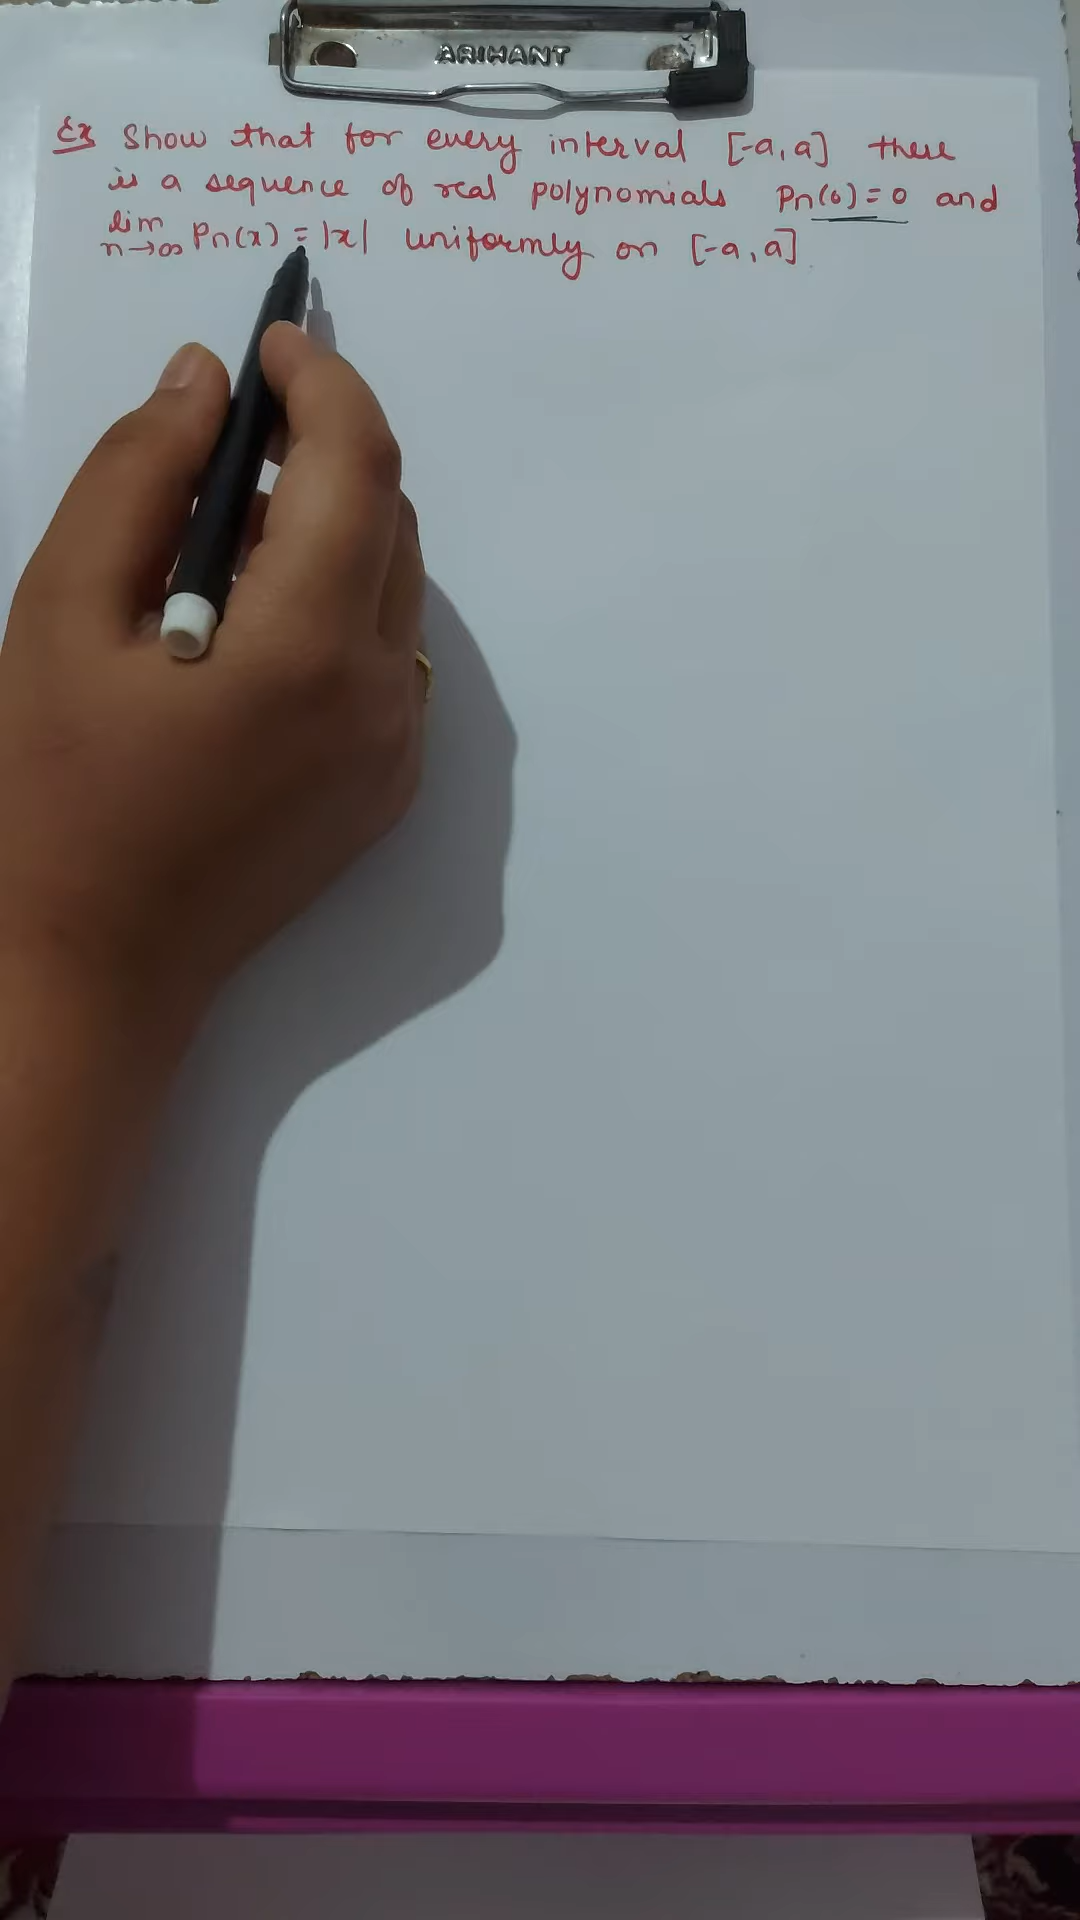 ARIHANT
Ex Show that for every interval [-a, a] there
is a sequence of real polynomials Pn(0) = 0 and
lim n→∞ Pn(x) = |x| uniformly on [-a, a].